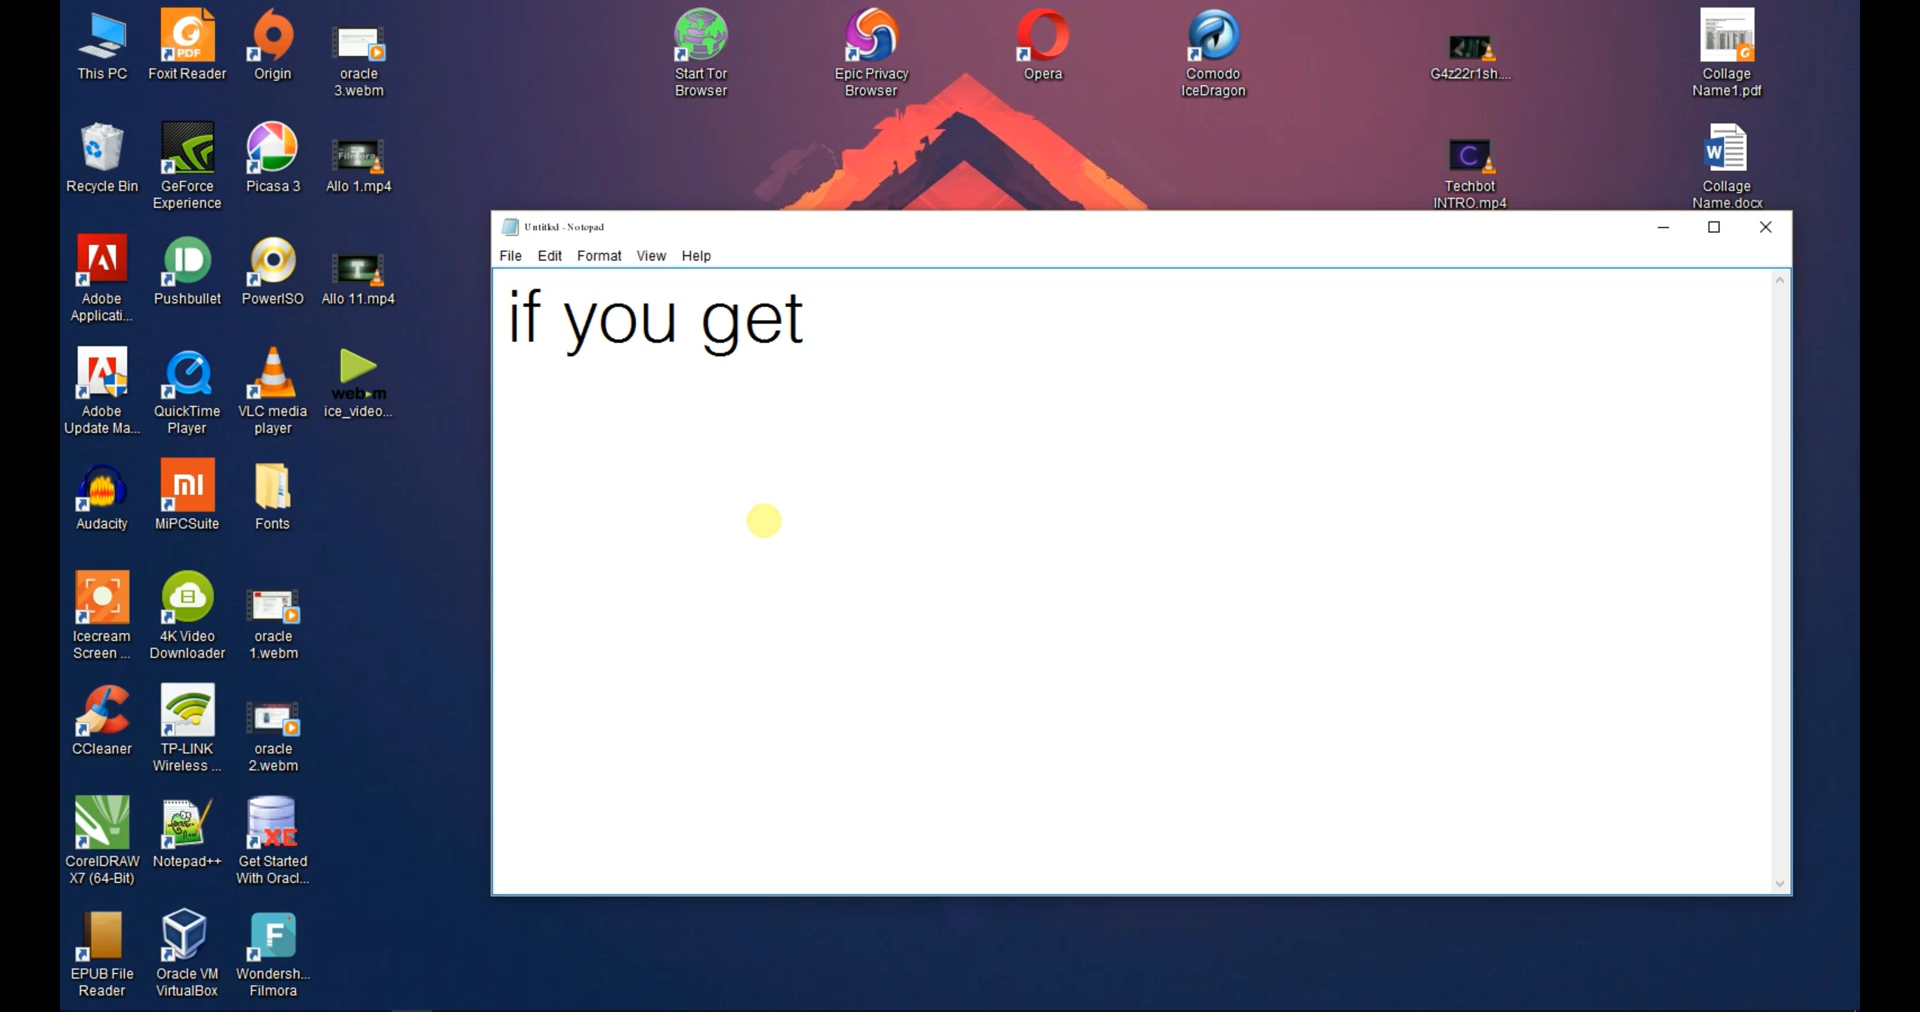 This PC
Foxit Reader
Origin
oracle
3.webm
Start Tor
Browser
Epic Privacy
Browser
Opera
Comodo
IceDragon
G4z22r1sh....
Collage
Name1.pdf
Recycle Bin
GeForce
Experience
Picasa 3
Allo 1.mp4
Techbot
INTRO.mp4
Collage
Name.docx
Untitled - Notepad
File Edit Format View Help
if you get
Adobe
Applicati...
Pushbullet
PowerISO
Allo 11.mp4
Adobe
Update Ma...
QuickTime
Player
VLC media
player
web-m
ice_video...
Audacity
MiPCSuite
Fonts
Icecream
Screen ...
4K Video
Downloader
oracle
1.webm
CCleaner
TP-LINK
Wireless ...
oracle
2.webm
CorelDRAW
X7 (64-Bit)
Notepad++
XE
Get Started
With Oracl...
EPUB File
Reader
Oracle VM
VirtualBox
Wondersh...
Filmora